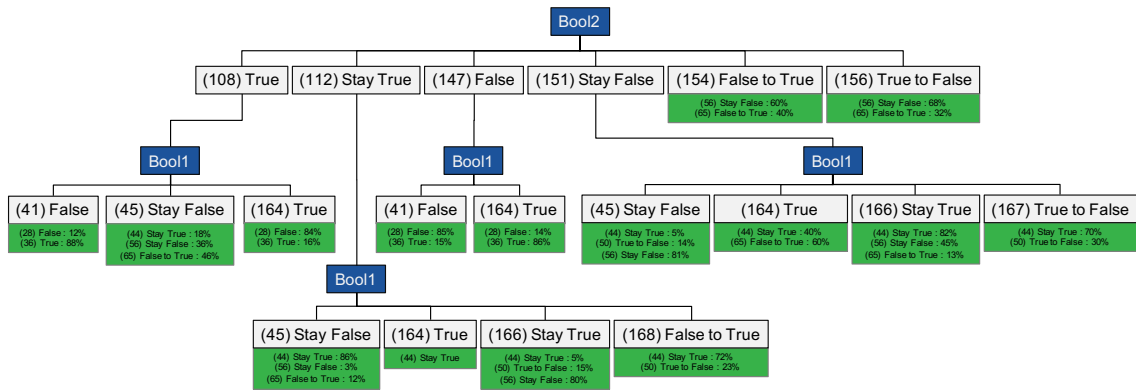 Bool2
(108) True
(112) Stay True
(147) False
(151) Stay False
(154) False to True
(156) True to False
(56) Stay False : 60%
(65) False to True : 40%
(56) Stay False : 68%
(65) False to True : 32%
Bool1
Bool1
Bool1
(41) False
(45) Stay False
(164) True
(41) False
(164) True
(45) Stay False
(164) True
(166) Stay True
(167) True to False
(28) False : 12%
(36) True : 88%
(44) Stay True : 18%
(56) Stay False : 36%
(65) False to True : 46%
(28) False : 84%
(36) True : 16%
(28) False : 85%
(36) True : 15%
(28) False : 14%
(36) True : 86%
(44) Stay True : 5%
(50) True to False : 14%
(56) Stay False : 81%
(44) Stay True : 40%
(65) False to True : 60%
(44) Stay True : 82%
(56) Stay False : 45%
(65) False to True : 13%
(44) Stay True : 70%
(50) True to False : 30%
Bool1
(45) Stay False
(164) True
(166) Stay True
(168) False to True
(44) Stay True : 86%
(56) Stay False : 3%
(65) False to True : 12%
(44) Stay True
(44) Stay True : 5%
(50) True to False : 15%
(56) Stay False : 80%
(44) Stay True : 72%
(50) True to False : 23%